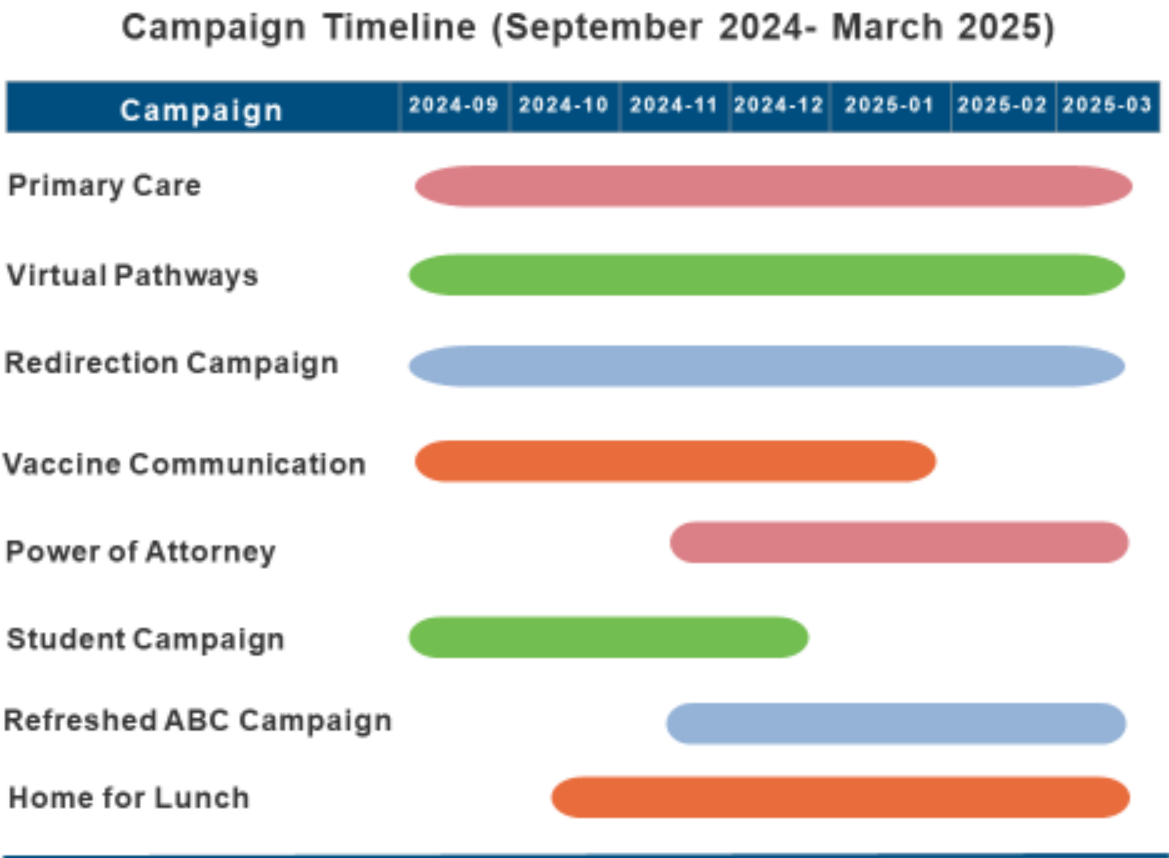 Campaign Timeline (September 2024- March 2025)
Campaign 2024-09 2024-10 2024-11 2024-12 2025-01 2025-02 2025-03
Primary Care
Virtual Pathways
Redirection Campaign
Vaccine Communication
Power of Attorney
Student Campaign
Refreshed ABC Campaign
Home for Lunch